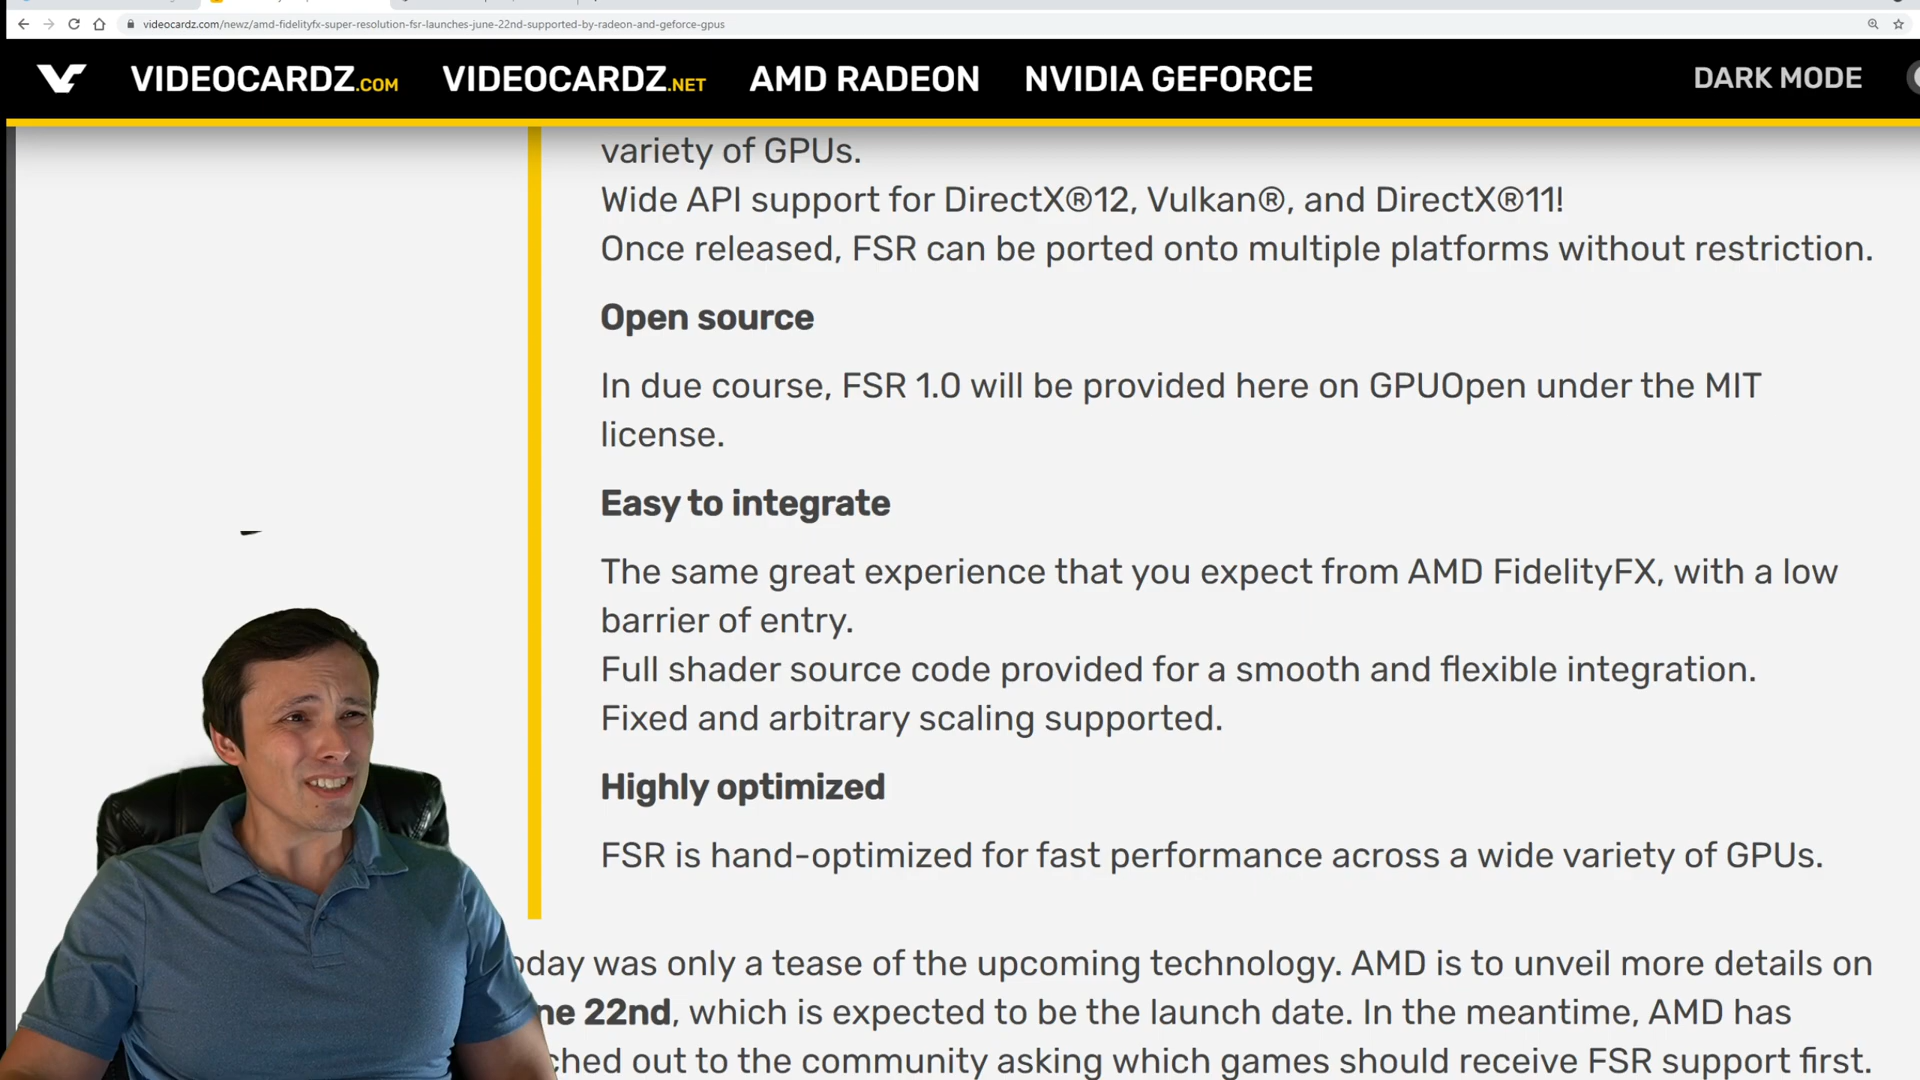 videocardz.com/newz/amd-fidelityfx-super-resolution-fsr-launches-june-22nd-supported-by-radeon-and-geforce-gpus
VIDEOCARDZ.COM VIDEOCARDZ.NET AMD RADEON NVIDIA GEFORCE DARK MODE
variety of GPUs.
Wide API support for DirectX®12, Vulkan®, and DirectX®11!
Once released, FSR can be ported onto multiple platforms without restriction.
Open source
In due course, FSR 1.0 will be provided here on GPUOpen under the MIT
license.
Easy to integrate
The same great experience that you expect from AMD FidelityFX, with a low
barrier of entry.
Full shader source code provided for a smooth and flexible integration.
Fixed and arbitrary scaling supported.
Highly optimized
FSR is hand-optimized for fast performance across a wide variety of GPUs.
oday was only a tease of the upcoming technology. AMD is to unveil more details on
ne 22nd, which is expected to be the launch date. In the meantime, AMD has
ched out to the community asking which games should receive FSR support first.